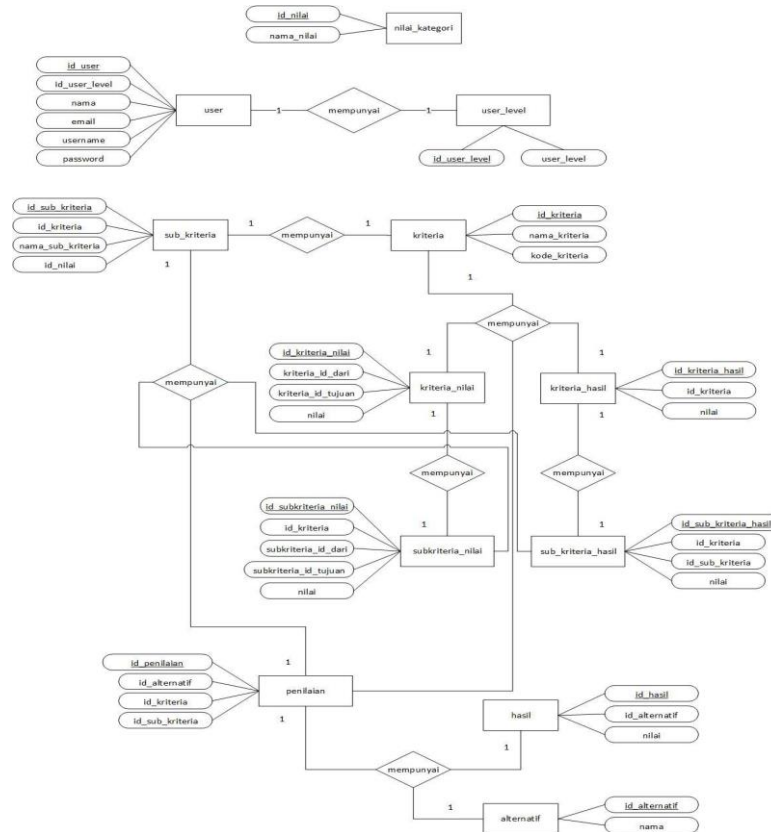 id_nilai
nama_nilai
nilai_kategori
id_user
id_user_level
nama
email
username
password
user
1
mempunyai
1
user_level
id_user_level
user_level
id_sub_kriteria
id_kriteria
nama_sub_kriteria
id_nilai
sub_kriteria
1
mempunyai
1
kriteria
id_kriteria
nama_kriteria
kode_kriteria
1
1
mempunyai
mempunyai
1
1
id_kriteria_nilai
kriteria_id_dari
kriteria_id_tujuan
nilai
kriteria_nilai
kriteria_hasil
id_kriteria_hasil
id_kriteria
nilai
1
1
mempunyai
mempunyai
1
1
id_subkriteria_nilai
id_kriteria
subkriteria_id_dari
subkriteria_id_tujuan
nilai
subkriteria_nilai
sub_kriteria_hasil
id_sub_kriteria_hasil
id_kriteria
id_sub_kriteria
nilai
1
id_penilaian
id_alternatif
id_kriteria
id_sub_kriteria
penilaian
1
hasil
id_hasil
id_alternatif
nilai
1
mempunyai
1
alternatif
id_alternatif
nama